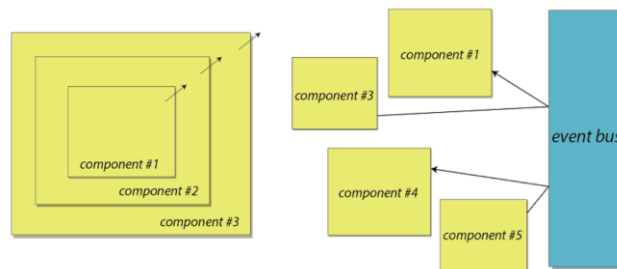 component #1
component #2
component #3
component #1
component #3
event bus
component #4
component #5